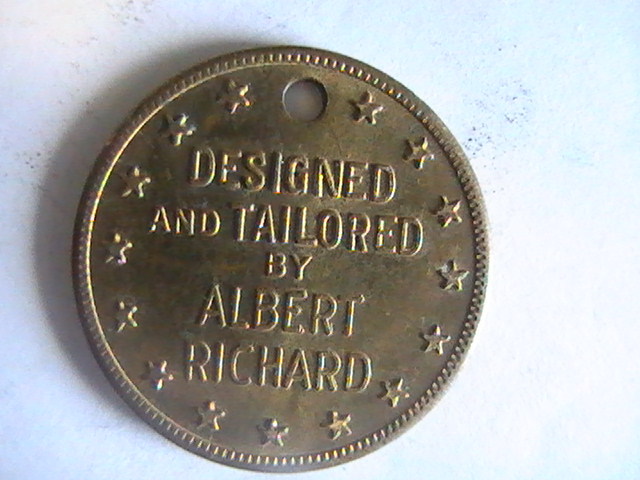 DESIGNED
AND TAILORED
BY
ALBERT
RICHARD